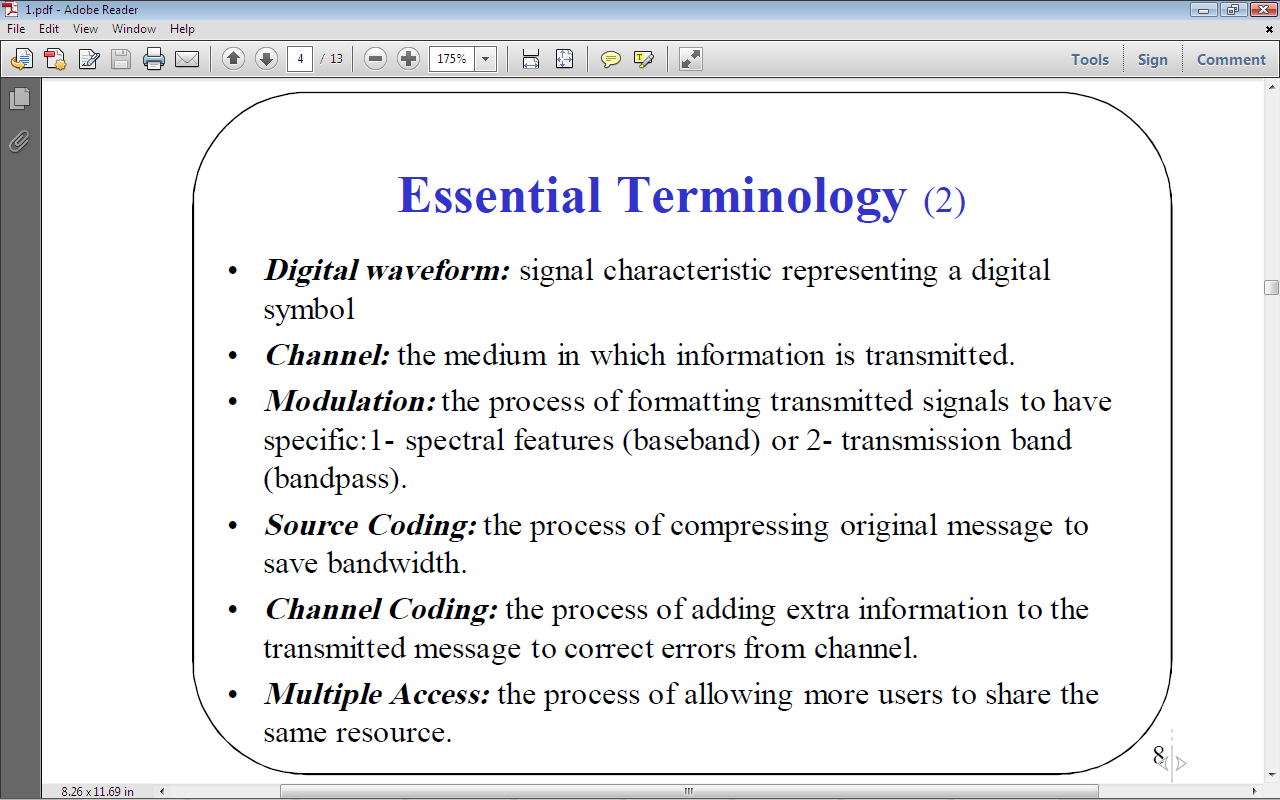 1.pdf - Adobe Reader
File Edit View Window Help
4 / 13 175% Tools Sign Comment
Essential Terminology (2)
• Digital waveform: signal characteristic representing a digital
symbol
• Channel: the medium in which information is transmitted.
• Modulation: the process of formatting transmitted signals to have
specific:1- spectral features (baseband) or 2- transmission band
(bandpass).
• Source Coding: the process of compressing original message to
save bandwidth.
• Channel Coding: the process of adding extra information to the
transmitted message to correct errors from channel.
• Multiple Access: the process of allowing more users to share the
same resource.
8
8.26 x 11.69 in